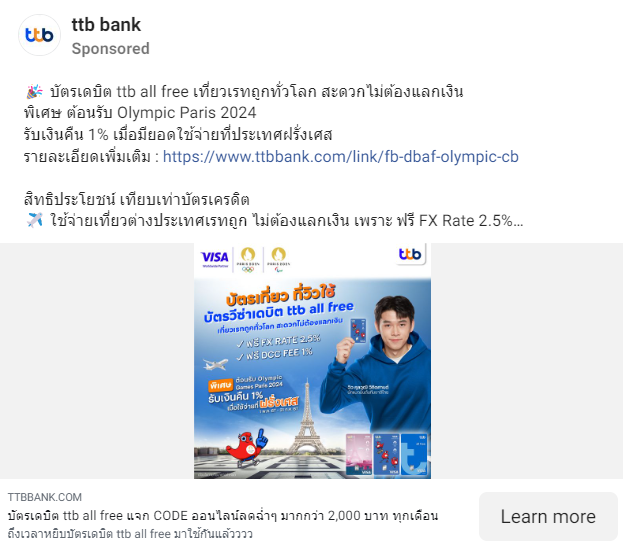 ttb
ttb bank
Sponsored
🎉 บัตรเดบิต ttb all free เที่ยวเรทถูกทั่วโลก สะดวกไม่ต้องแลกเงิน
พิเศษ ต้อนรับ Olympic Paris 2024
รับเงินคืน 1% เมื่อมียอดใช้จ่ายที่ประเทศฝรั่งเศส
รายละเอียดเพิ่มเติม : https://www.ttbbank.com/link/fb-dbaf-olympic-cb
สิทธิประโยชน์ เทียบเท่าบัตรเครดิต
✈️ ใช้จ่ายเที่ยวต่างประเทศเรทถูก ไม่ต้องแลกเงิน เพราะ ฟรี FX Rate 2.5%...
VISA
PARIS 2024
PARIS 2024
ttb
บัตรเที่ยว ที่วิวใช้
บัตรวีซ่าเดบิต ttb all free
เที่ยวเรทถูกทั่วโลก สะดวกไม่ต้องแลกเงิน
✓ ฟรี FX RATE 2.5%
✓ ฟรี DCC FEE 1%
พิเศษ ต้อนรับ Olympic
Games Paris 2024
รับเงินคืน 1%
เมื่อใช้จ่ายที่ ฝรั่งเศส
TTBBANK.COM
บัตรเดบิต ttb all free แจก CODE ออนไลน์ลดฉ่ำๆ มากกว่า 2,000 บาท ทุกเดือน
ถึงเวลาหยิบบัตรเดบิต ttb all free มาใช้กันแล้วววว
Learn more